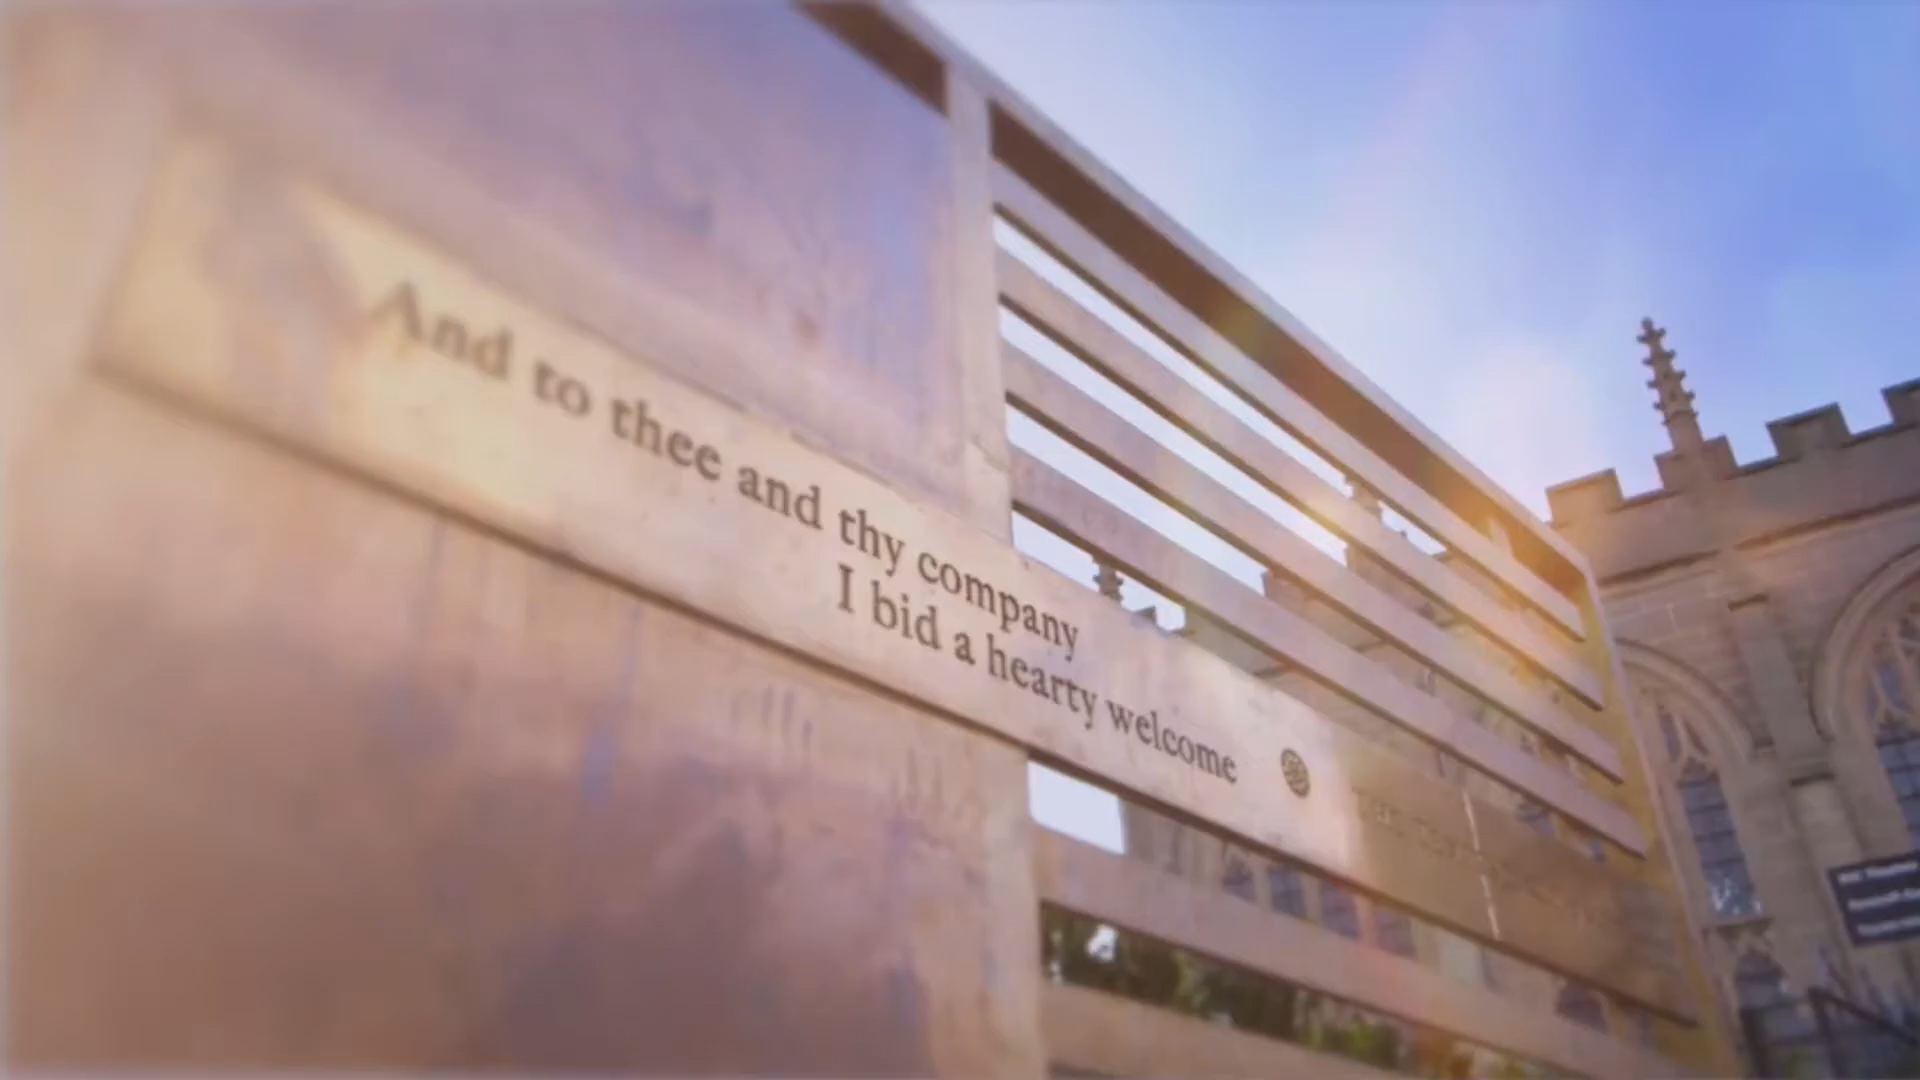 And to thee and thy company
I bid a hearty welcome